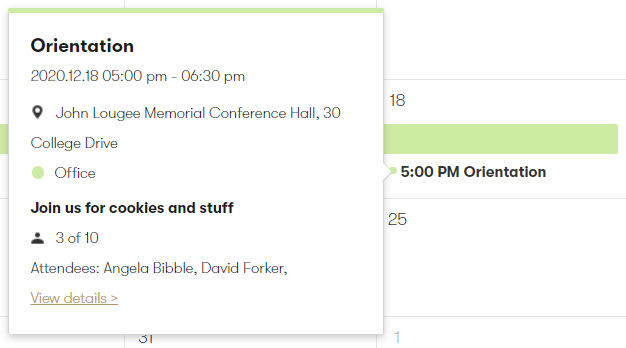 Orientation
2020.12.18 05:00 pm - 06:30 pm
John Lougee Memorial Conference Hall, 30
College Drive
Office
Join us for cookies and stuff
3 of 10
Attendees: Angela Bibble, David Forker,
View details >
18
5:00 PM Orientation
25
31
1